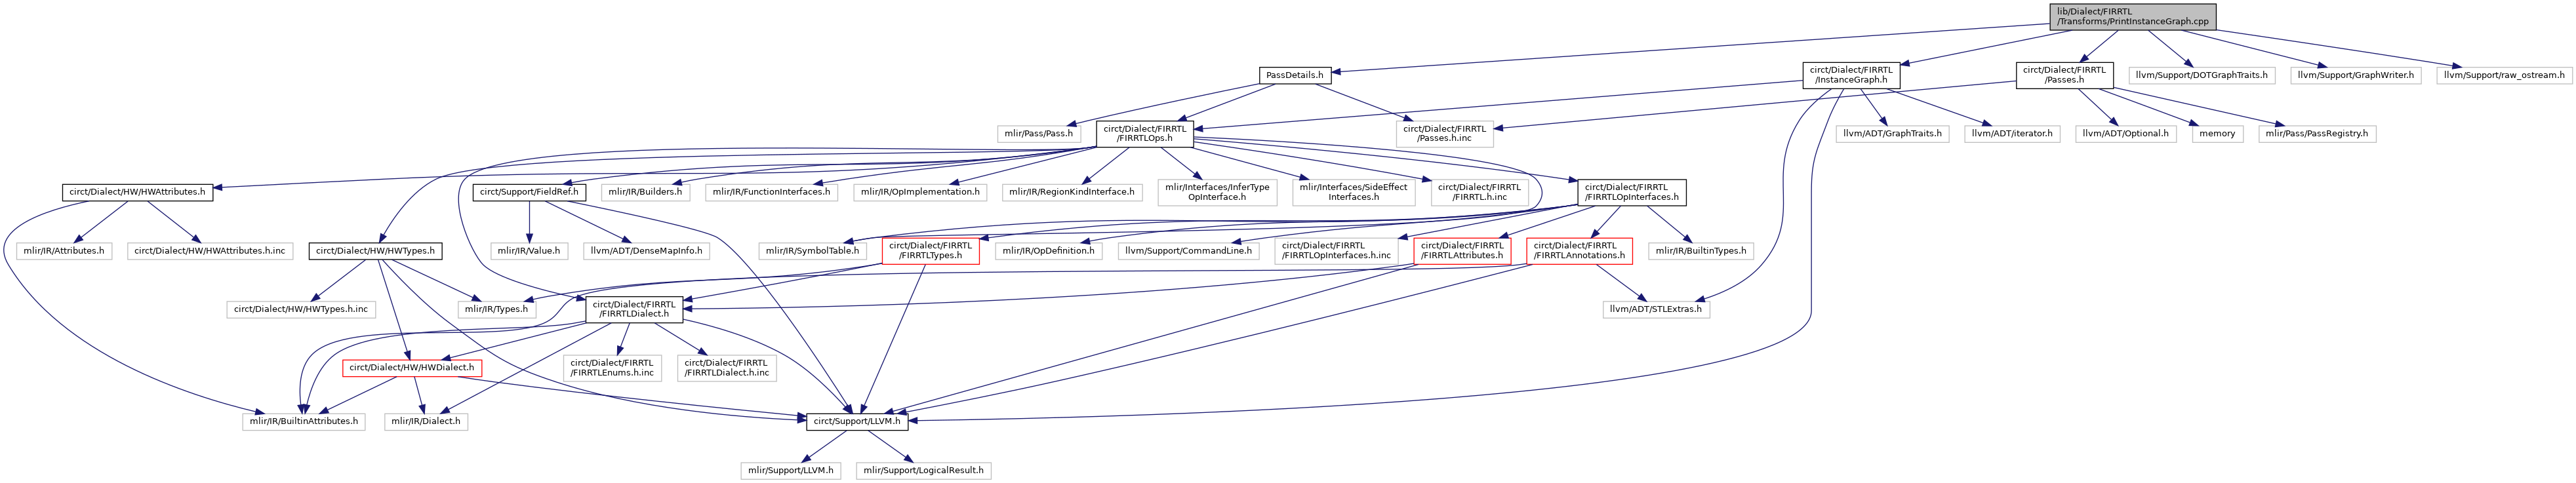 lib/Dialect/FIRRTL
/Transforms/PrintInstanceGraph.cpp
PassDetails.h
circt/Dialect/FIRRTL
/InstanceGraph.h
circt/Dialect/FIRRTL
/Passes.h
llvm/Support/DOTGraphTraits.h
llvm/Support/GraphWriter.h
llvm/Support/raw_ostream.h
mlir/Pass/Pass.h
circt/Dialect/FIRRTL
/FIRRTLOps.h
circt/Dialect/FIRRTL
/Passes.h.inc
llvm/ADT/GraphTraits.h
llvm/ADT/iterator.h
llvm/ADT/Optional.h
memory
mlir/Pass/PassRegistry.h
circt/Dialect/HW/HWAttributes.h
circt/Support/FieldRef.h
mlir/IR/Builders.h
mlir/IR/FunctionInterfaces.h
mlir/IR/OpImplementation.h
mlir/IR/RegionKindInterface.h
mlir/Interfaces/InferType
OpInterface.h
mlir/Interfaces/SideEffect
Interfaces.h
circt/Dialect/FIRRTL
/FIRRTL.h.inc
circt/Dialect/FIRRTL
/FIRRTLOpInterfaces.h
mlir/IR/Attributes.h
circt/Dialect/HW/HWAttributes.h.inc
circt/Dialect/HW/HWTypes.h
mlir/IR/Value.h
llvm/ADT/DenseMapInfo.h
mlir/IR/SymbolTable.h
circt/Dialect/FIRRTL
/FIRRTLTypes.h
mlir/IR/OpDefinition.h
llvm/Support/CommandLine.h
circt/Dialect/FIRRTL
/FIRRTLOpInterfaces.h.inc
circt/Dialect/FIRRTL
/FIRRTLAttributes.h
circt/Dialect/FIRRTL
/FIRRTLAnnotations.h
mlir/IR/BuiltinTypes.h
circt/Dialect/HW/HWTypes.h.inc
mlir/IR/Types.h
circt/Dialect/FIRRTL
/FIRRTLDialect.h
llvm/ADT/STLExtras.h
circt/Dialect/HW/HWDialect.h
circt/Dialect/FIRRTL
/FIRRTLEnums.h.inc
circt/Dialect/FIRRTL
/FIRRTLDialect.h.inc
mlir/IR/BuiltinAttributes.h
mlir/IR/Dialect.h
circt/Support/LLVM.h
mlir/Support/LLVM.h
mlir/Support/LogicalResult.h